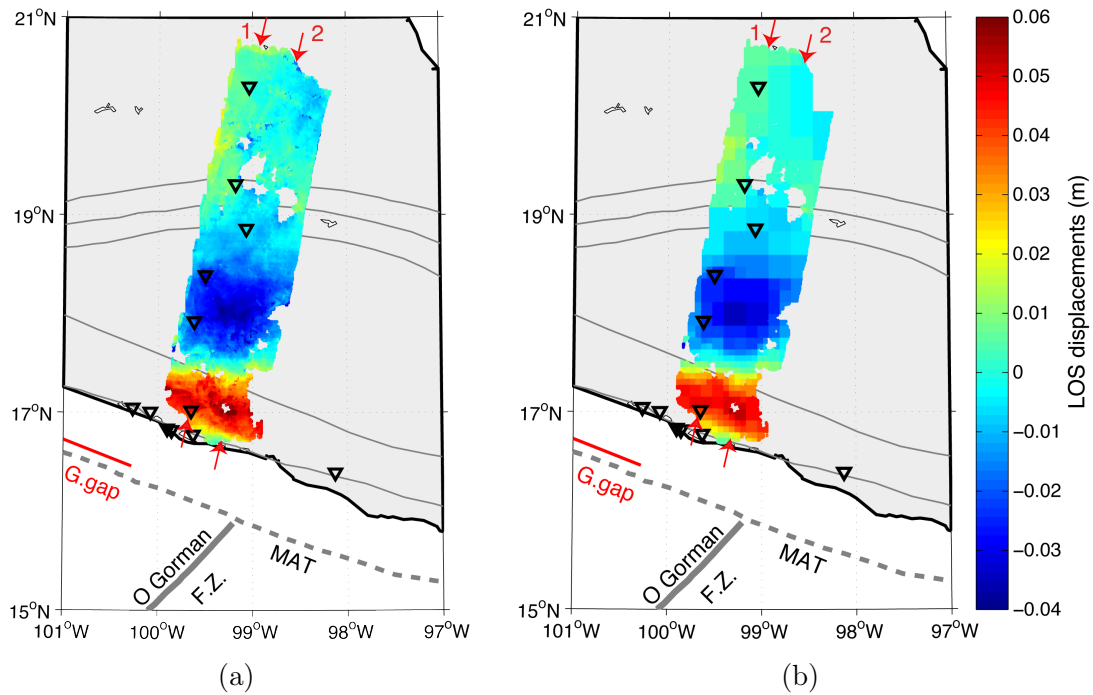 21°N
19°N
17°N
15°N
101°W
100°W
99°W
98°W
97°W
1
2
G.gap
O Gorman
F.Z.
MAT
(a)
21°N
19°N
17°N
15°N
101°W
100°W
99°W
98°W
97°W
1
2
G.gap
O Gorman
F.Z.
MAT
(b)
0.06
0.05
0.04
0.03
0.02
0.01
0
−0.01
−0.02
−0.03
−0.04
LOS displacements (m)